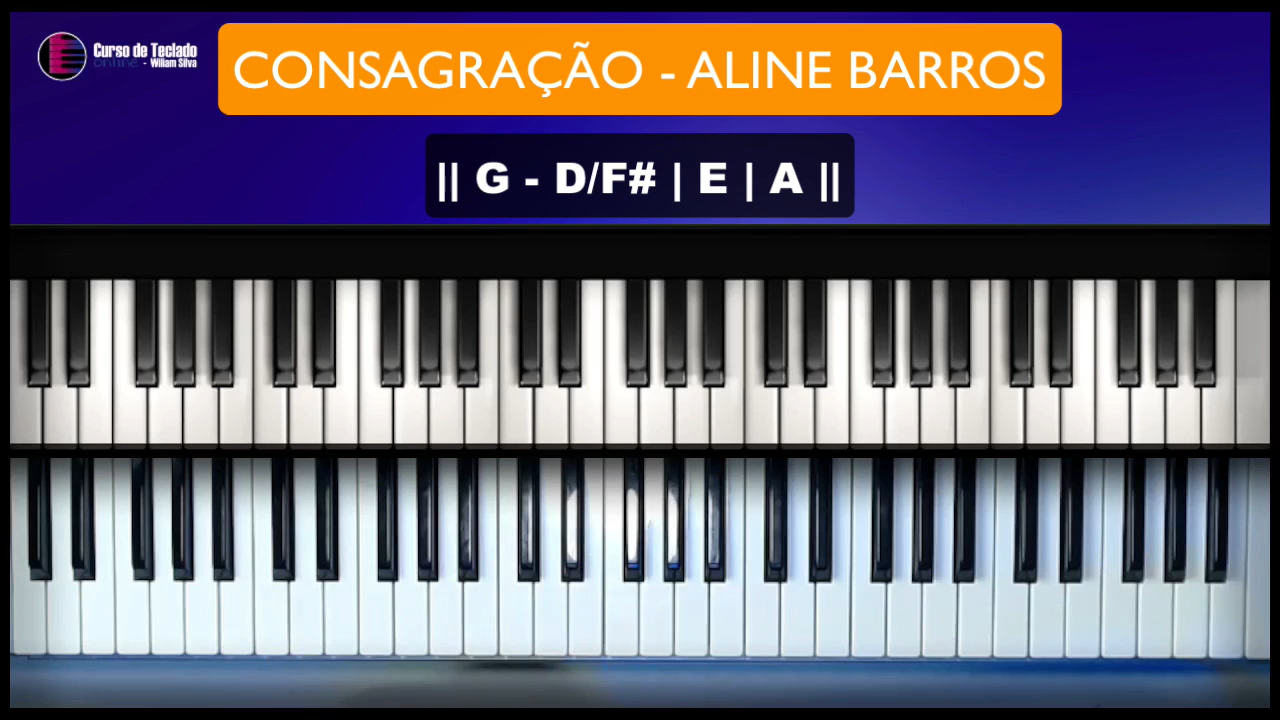 Curso de Teclado
online - Wiliam Silva
CONSAGRAÇÃO - ALINE BARROS
|| G - D/F# | E | A ||